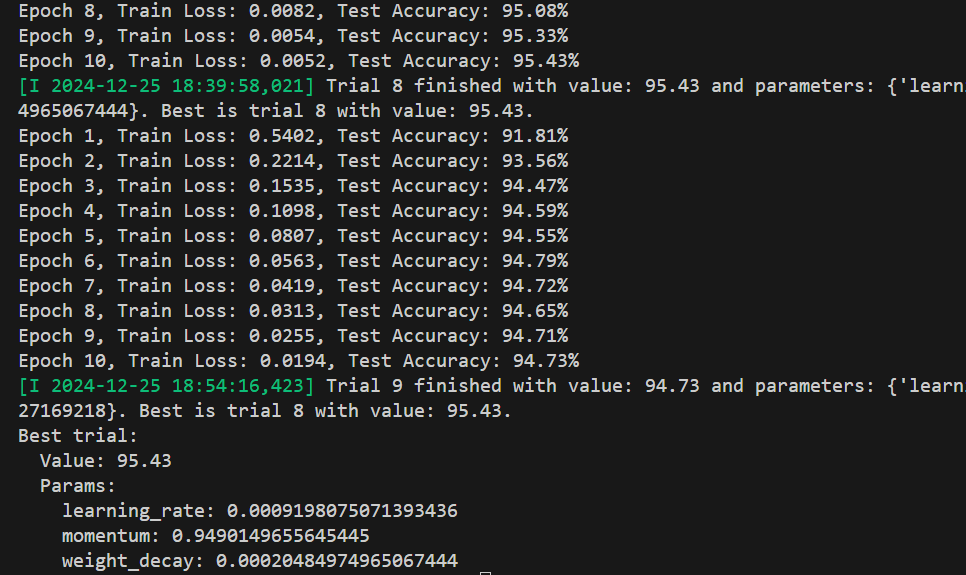 Epoch 8, Train Loss: 0.0082, Test Accuracy: 95.08%
Epoch 9, Train Loss: 0.0054, Test Accuracy: 95.33%
Epoch 10, Train Loss: 0.0052, Test Accuracy: 95.43%
[I 2024-12-25 18:39:58,021] Trial 8 finished with value: 95.43 and parameters: {'learni
4965067444}. Best is trial 8 with value: 95.43.
Epoch 1, Train Loss: 0.5402, Test Accuracy: 91.81%
Epoch 2, Train Loss: 0.2214, Test Accuracy: 93.56%
Epoch 3, Train Loss: 0.1535, Test Accuracy: 94.47%
Epoch 4, Train Loss: 0.1098, Test Accuracy: 94.59%
Epoch 5, Train Loss: 0.0807, Test Accuracy: 94.55%
Epoch 6, Train Loss: 0.0563, Test Accuracy: 94.79%
Epoch 7, Train Loss: 0.0419, Test Accuracy: 94.72%
Epoch 8, Train Loss: 0.0313, Test Accuracy: 94.65%
Epoch 9, Train Loss: 0.0255, Test Accuracy: 94.71%
Epoch 10, Train Loss: 0.0194, Test Accuracy: 94.73%
[I 2024-12-25 18:54:16,423] Trial 9 finished with value: 94.73 and parameters: {'learni
27169218}. Best is trial 8 with value: 95.43.
Best trial:
Value: 95.43
Params:
learning_rate: 0.0009198075071393436
momentum: 0.9490149655645445
weight_decay: 0.00020484974965067444